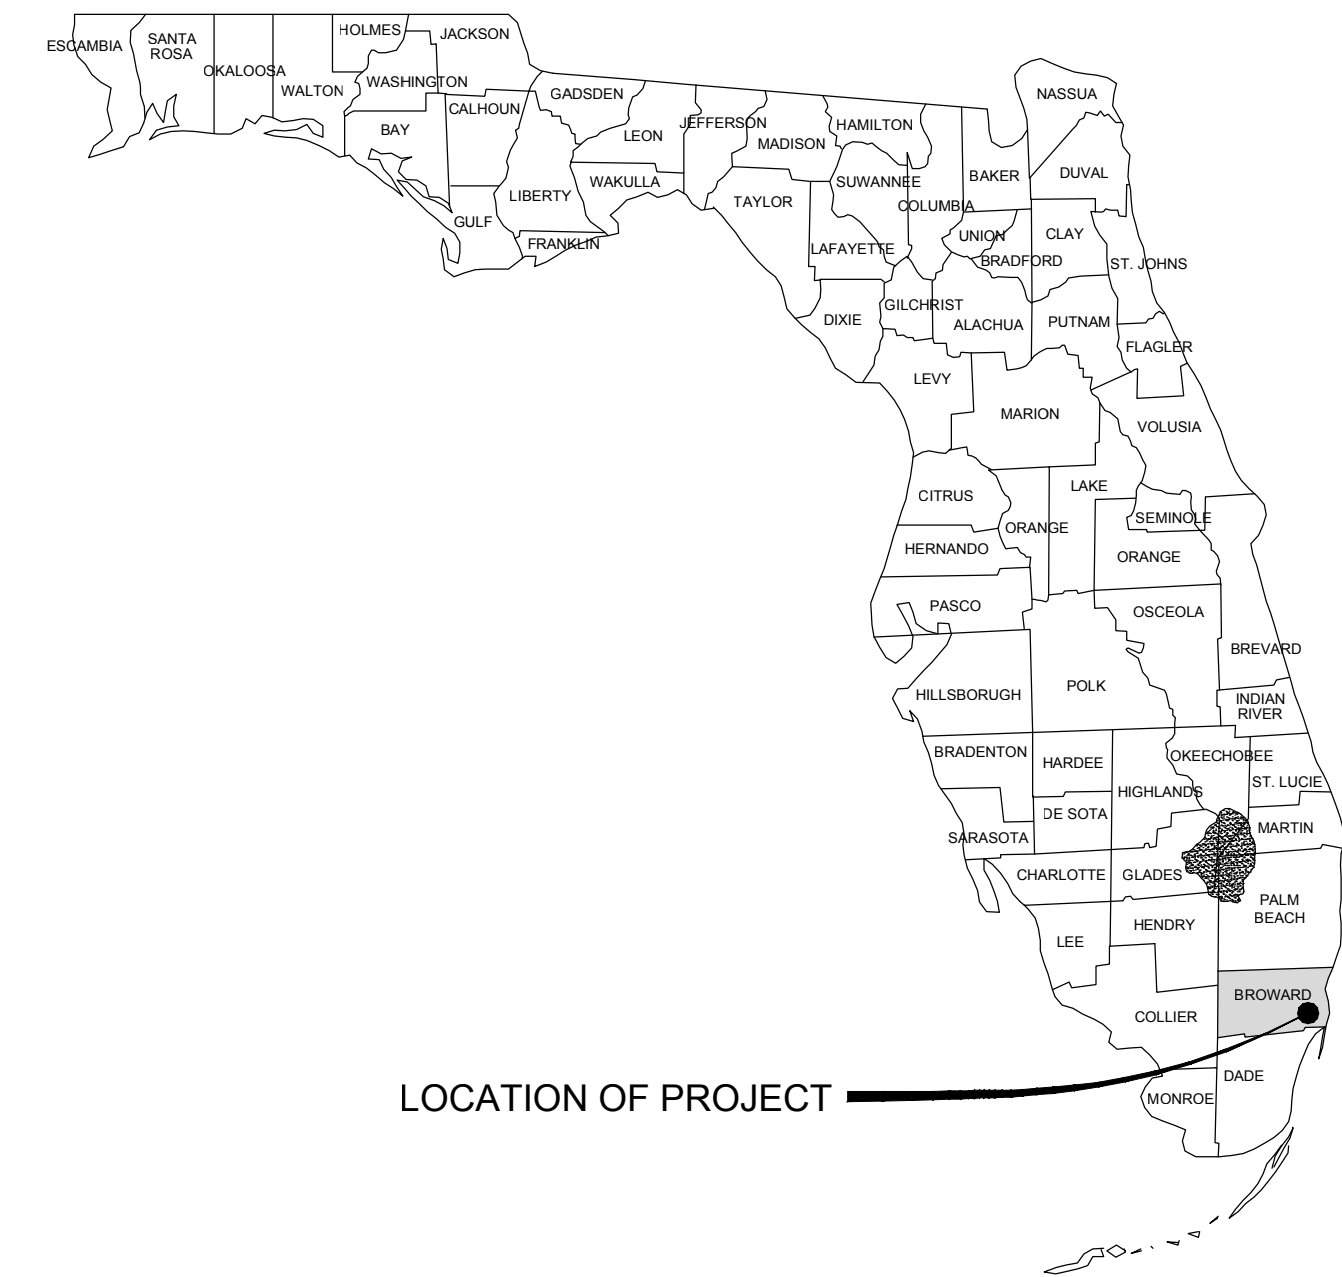 ESCAMBIA
SANTA
ROSA
OKALOOSA
WALTON
HOLMES
JACKSON
WASHINGTON
CALHOUN
BAY
GULF
GADSDEN
LEON
JEFFERSON
MADISON
HAMILTON
LIBERTY
WAKULLA
FRANKLIN
TAYLOR
SUWANNEE
COLUMBIA
LAFAYETTE
NASSUA
BAKER
DUVAL
UNION
CLAY
BRADFORD
ST. JOHNS
DIXIE
GILCHRIST
ALACHUA
PUTNAM
FLAGLER
LEVY
MARION
VOLUSIA
CITRUS
LAKE
SEMINOLE
ORANGE
HERNANDO
ORANGE
PASCO
OSCEOLA
BREVARD
HILLSBORUGH
POLK
INDIAN
RIVER
BRADENTON
HARDEE
OKEECHOBEE
HIGHLANDS
ST. LUCIE
DE SOTA
SARASOTA
MARTIN
CHARLOTTE
GLADES
PALM
BEACH
HENDRY
LEE
BROWARD
COLLIER
DADE
MONROE
LOCATION OF PROJECT